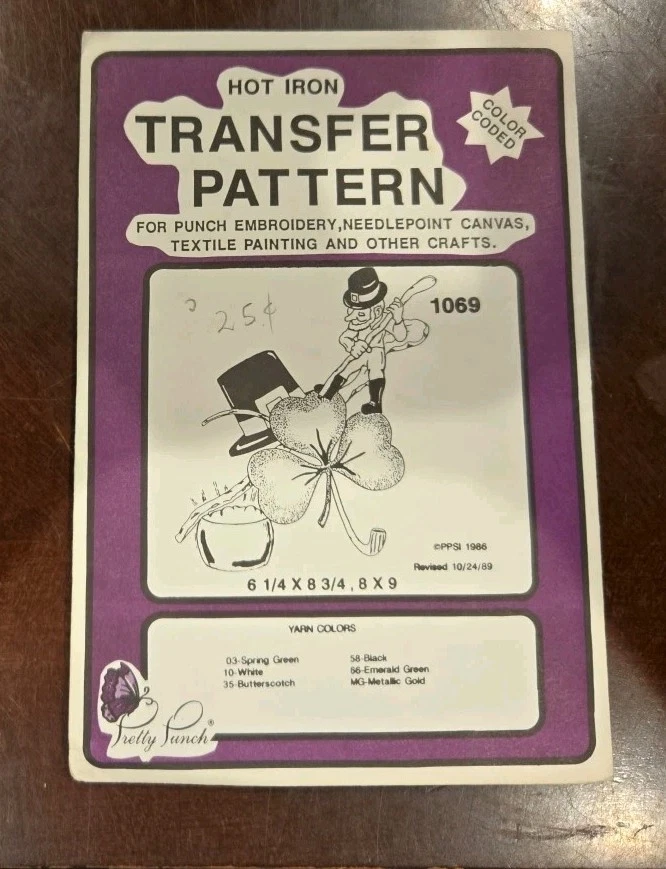 HOT IRON
TRANSFER
PATTERN
COLOR
CODED
FOR PUNCH EMBROIDERY,NEEDLEPOINT CANVAS,
TEXTILE PAINTING AND OTHER CRAFTS.
25¢
1069
©PPSI 1986
Revised 10/24/89
6 1/4 X 8 3/4 , 8 X 9
YARN COLORS
03-Spring Green
10-White
35-Butterscotch
58-Black
66-Emerald Green
MG-Metallic Gold
Pretty Punch®